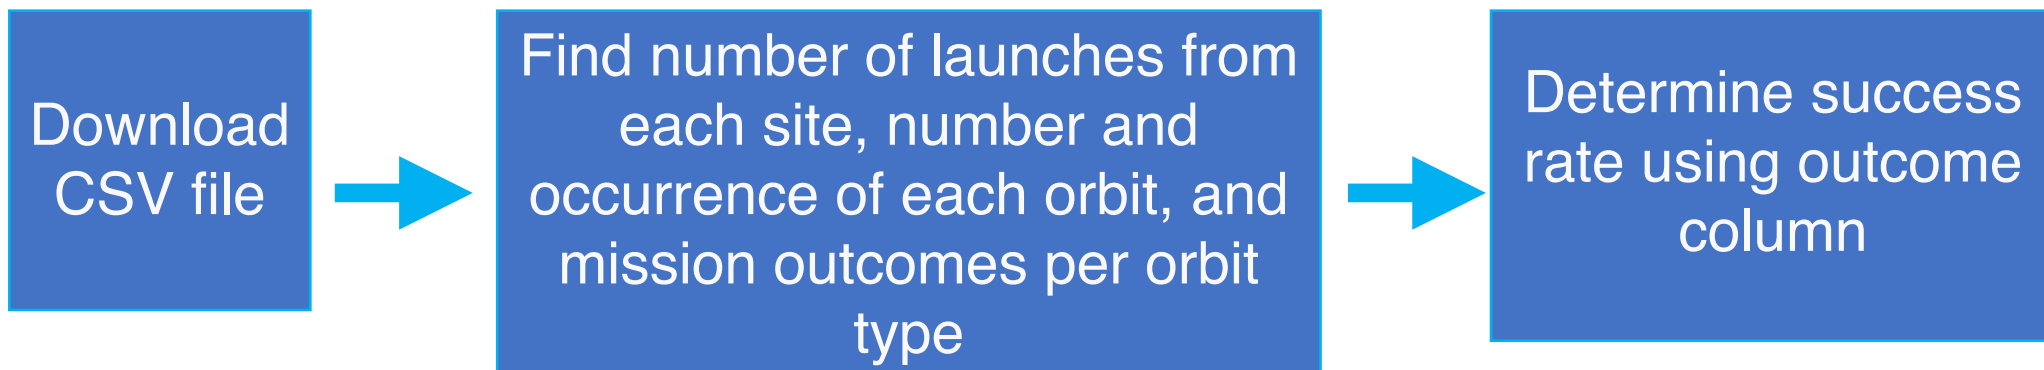 Download
CSV file
Find number of launches from
each site, number and
occurrence of each orbit, and
mission outcomes per orbit
type
Determine success
rate using outcome
column